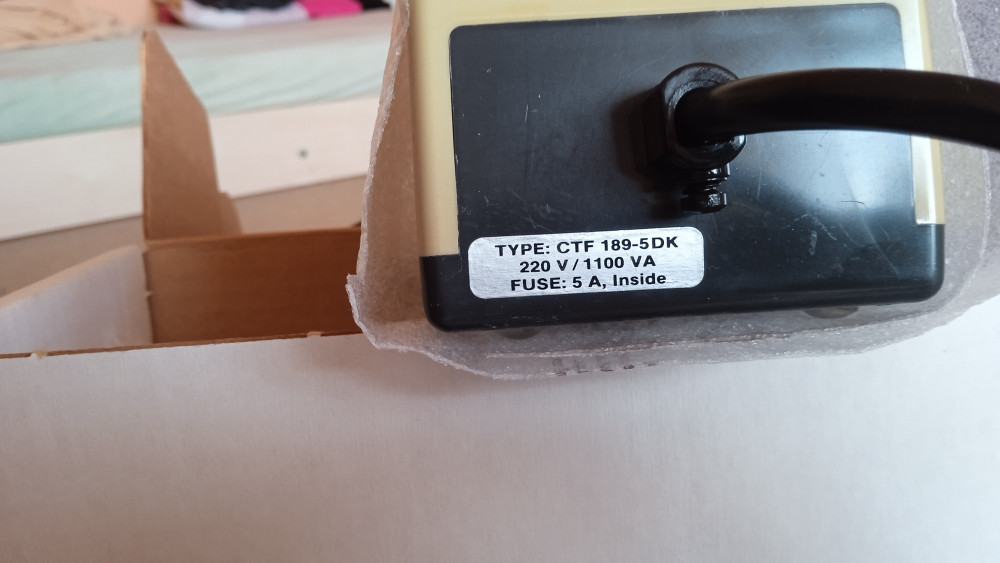 TYPE: CTF 189-5DK
220 V / 1100 VA
FUSE: 5 A, Inside